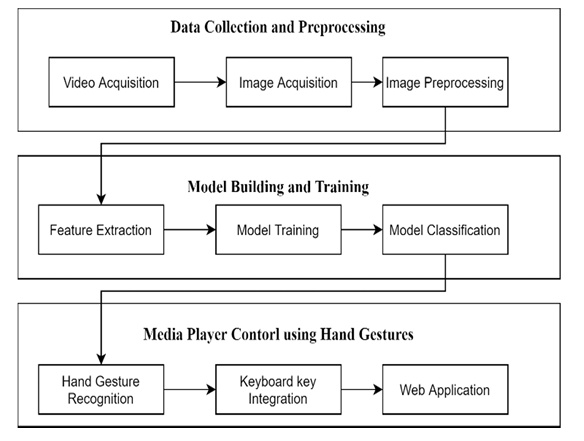 Data Collection and Preprocessing
Video Acquisition
Image Acquisition
Image Preprocessing
Model Building and Training
Feature Extraction
Model Training
Model Classification
Media Player Contorl using Hand Gestures
Hand Gesture
Recognition
Keyboard key
Integration
Web Application